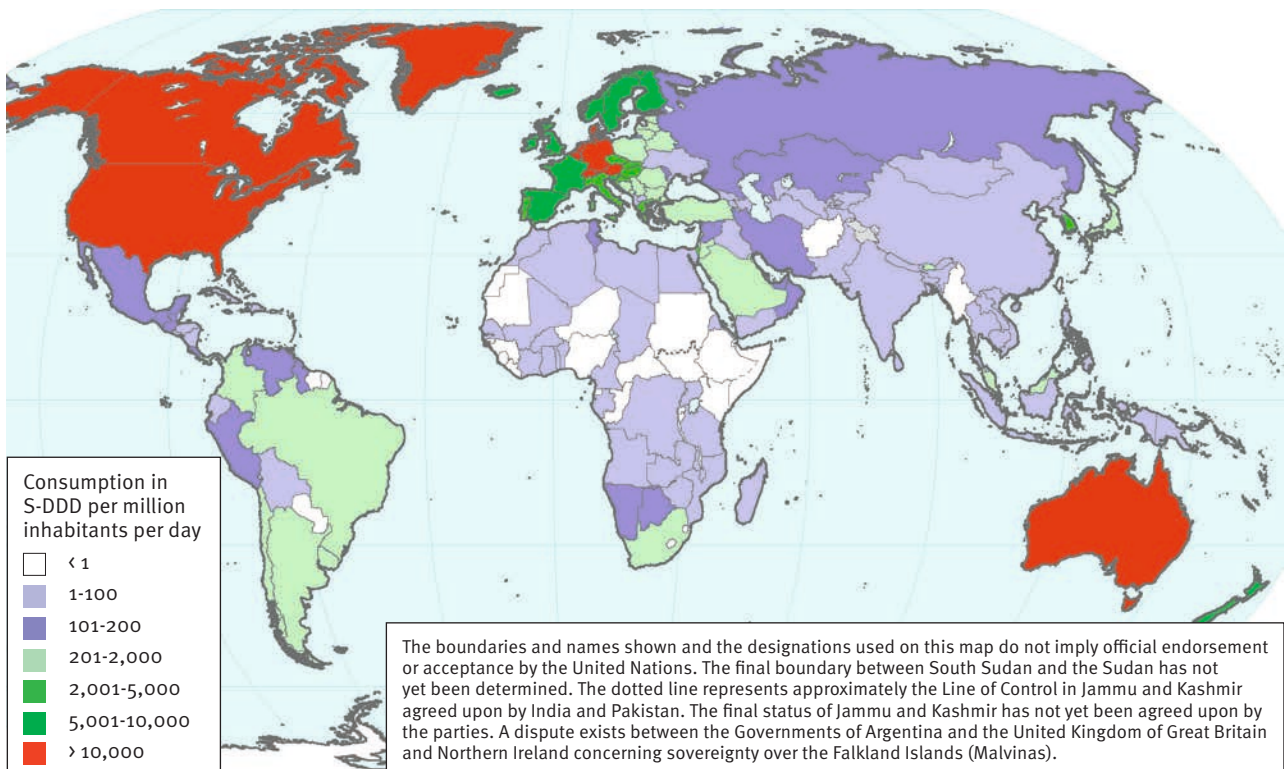 Consumption in
S-DDD per million
inhabitants per day
‹ 1
1-100
101-200
201-2,000
2,001-5,000
5,001-10,000
› 10,000
The boundaries and names shown and the designations used on this map do not imply official endorsement
or acceptance by the United Nations. The final boundary between South Sudan and the Sudan has not
yet been determined. The dotted line represents approximately the Line of Control in Jammu and Kashmir
agreed upon by India and Pakistan. The final status of Jammu and Kashmir has not yet been agreed upon by
the parties. A dispute exists between the Governments of Argentina and the United Kingdom of Great Britain
and Northern Ireland concerning sovereignty over the Falkland Islands (Malvinas).